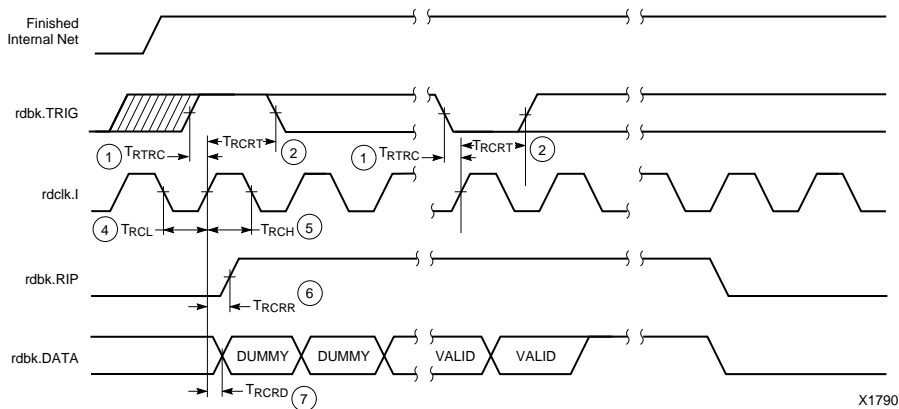 Finished
Internal Net
rdbk.TRIG
TRCRT
TRCRT
1
TRTRC
2
1
TRTRC
2
rdclk.I
4
TRCL
TRCH
5
rdbk.RIP
6
TRCRR
rdbk.DATA
DUMMY
DUMMY
VALID
VALID
TRCRD
7
X1790